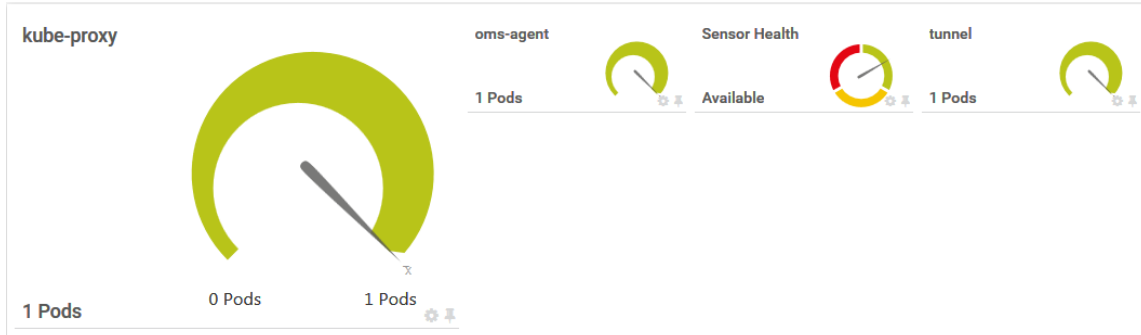 kube-proxy
0 Pods
1 Pods
1 Pods
oms-agent
1 Pods
Sensor Health
Available
tunnel
1 Pods